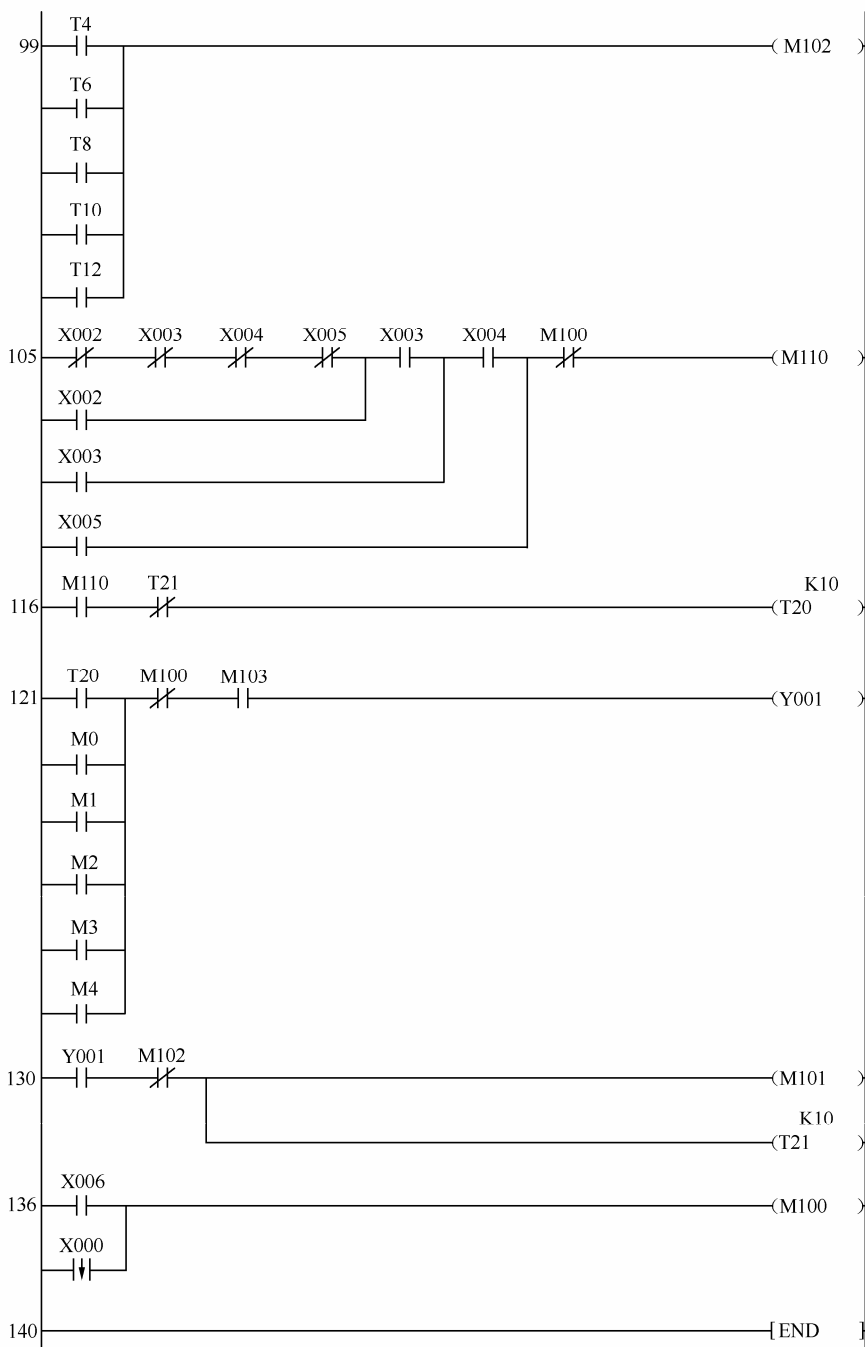 T4
99 ( M102 )
T6
T8
T10
T12
X002 X003 X004 X005 X003 X004 M100
105 ( M110 )
X002
X003
X005
M110 T21 K10
116 ( T20 )
T20 M100 M103
121 ( Y001 )
M0
M1
M2
M3
M4
Y001 M102
130 ( M101 )
K10
( T21 )
X006
136 ( M100 )
X000
140 [ END ]